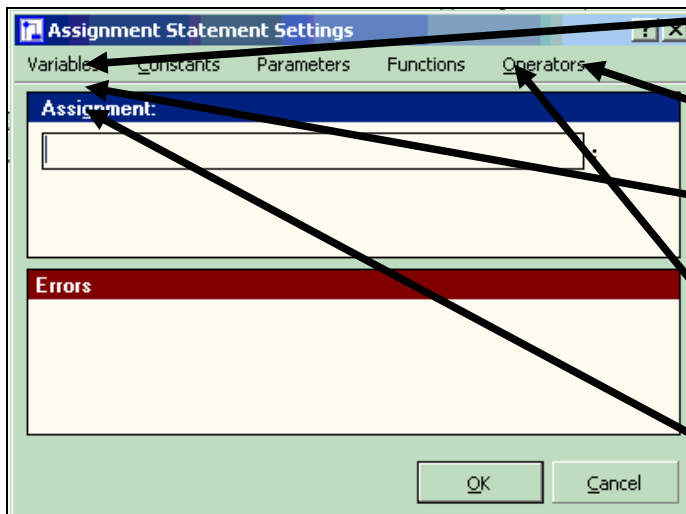 Assignment Statement Settings
Variables Constants Parameters Functions Operators
Assignment:
;
Errors
OK Cancel